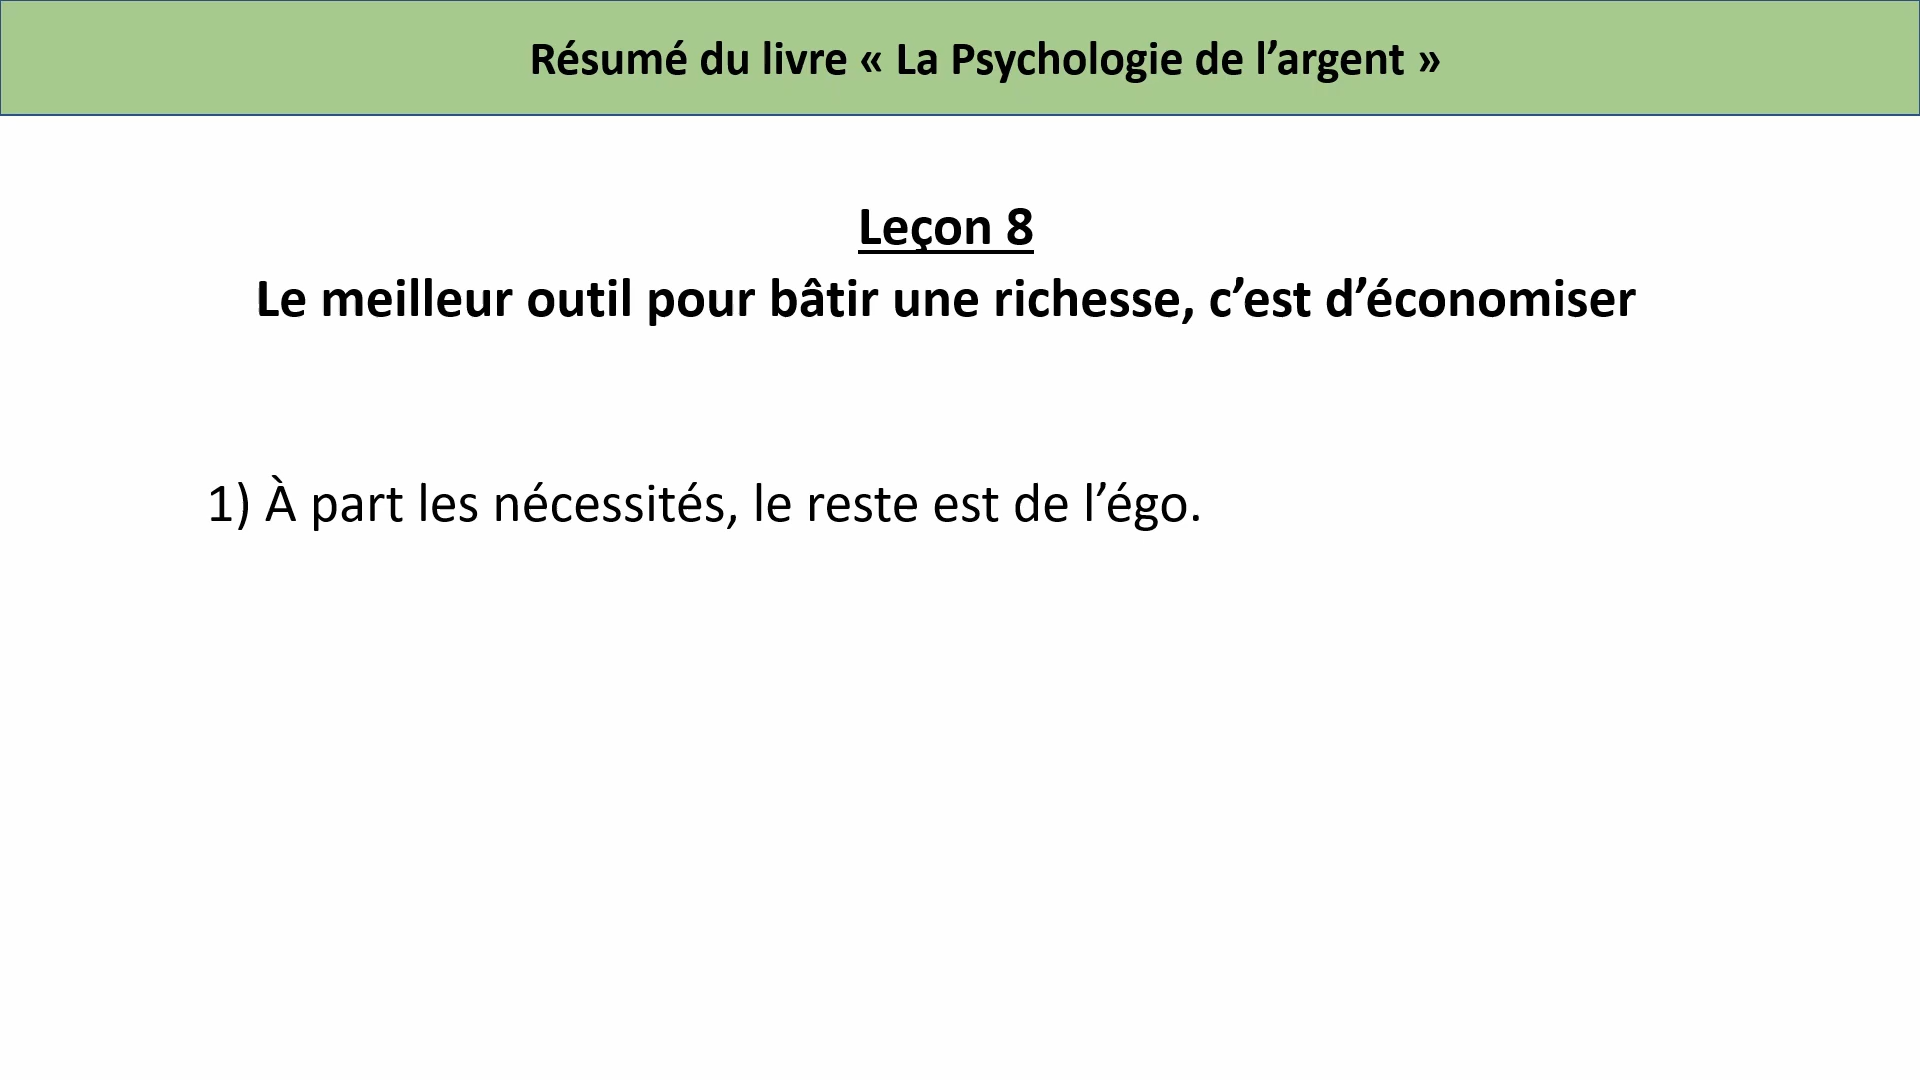 Résumé du livre « La Psychologie de l’argent »
Leçon 8
Le meilleur outil pour bâtir une richesse, c’est d’économiser
1) À part les nécessités, le reste est de l’égo.